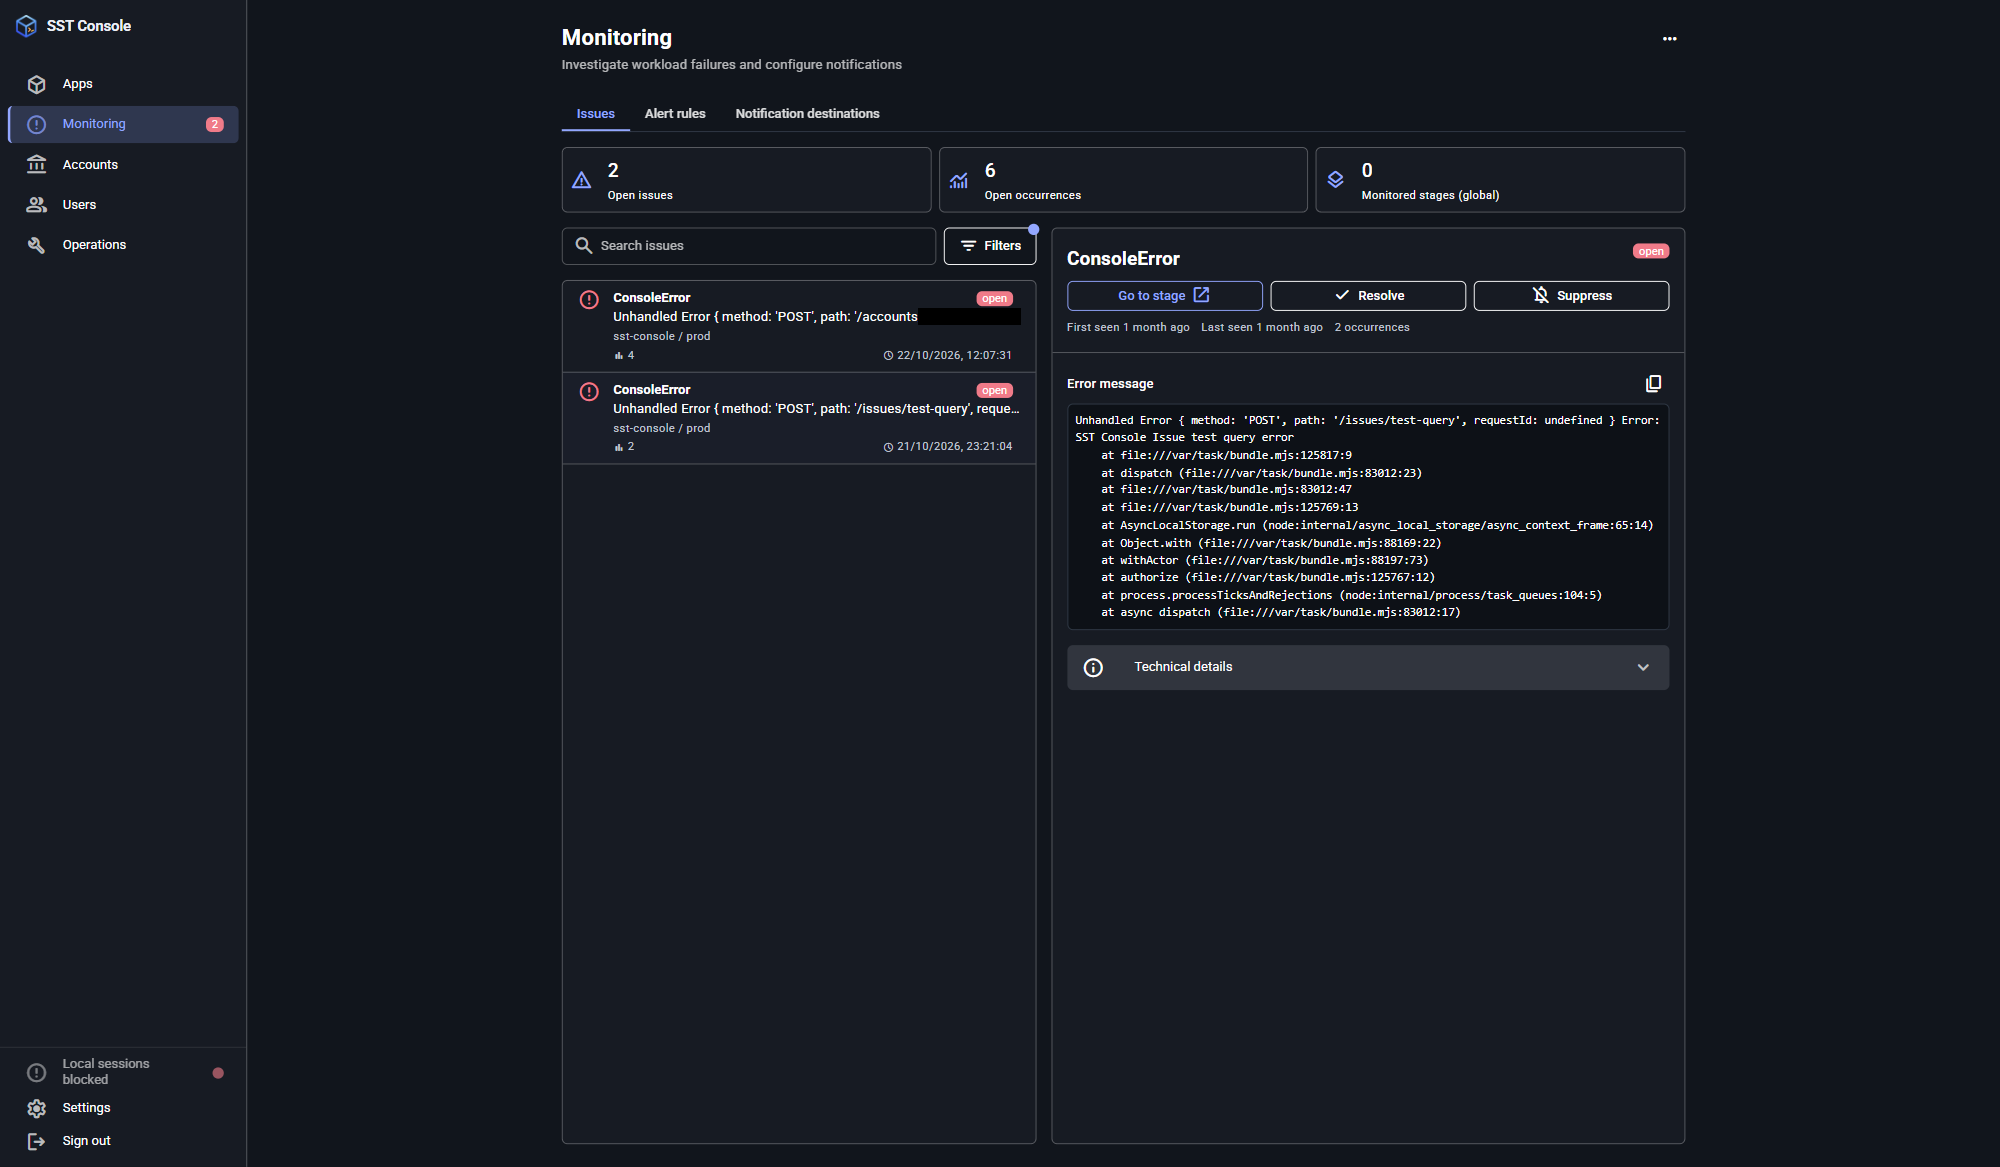 SST Console
Apps
Monitoring 2
Accounts
Users
Operations
Local sessions
blocked
Settings
Sign out
Monitoring
Investigate workload failures and configure notifications
Issues Alert rules Notification destinations
2
Open issues
6
Open occurrences
0
Monitored stages (global)
Search issues
Filters
ConsoleError open
Unhandled Error { method: 'POST', path: '/accounts
sst-console / prod
4 22/10/2026, 12:07:31
ConsoleError open
Unhandled Error { method: 'POST', path: '/issues/test-query', reque...
sst-console / prod
2 21/10/2026, 23:21:04
ConsoleError open
Go to stage Resolve Suppress
First seen 1 month ago Last seen 1 month ago 2 occurrences
Error message
Unhandled Error { method: 'POST', path: '/issues/test-query', requestId: undefined } Error:
SST Console Issue test query error
at file:///var/task/bundle.mjs:125817:9
at dispatch (file:///var/task/bundle.mjs:83012:23)
at file:///var/task/bundle.mjs:83012:47
at file:///var/task/bundle.mjs:125769:13
at AsyncLocalStorage.run (node:internal/async_local_storage/async_context_frame:65:14)
at Object.with (file:///var/task/bundle.mjs:88169:22)
at withActor (file:///var/task/bundle.mjs:88197:73)
at authorize (file:///var/task/bundle.mjs:125767:12)
at process.processTicksAndRejections (node:internal/process/task_queues:104:5)
at async dispatch (file:///var/task/bundle.mjs:83012:17)
Technical details